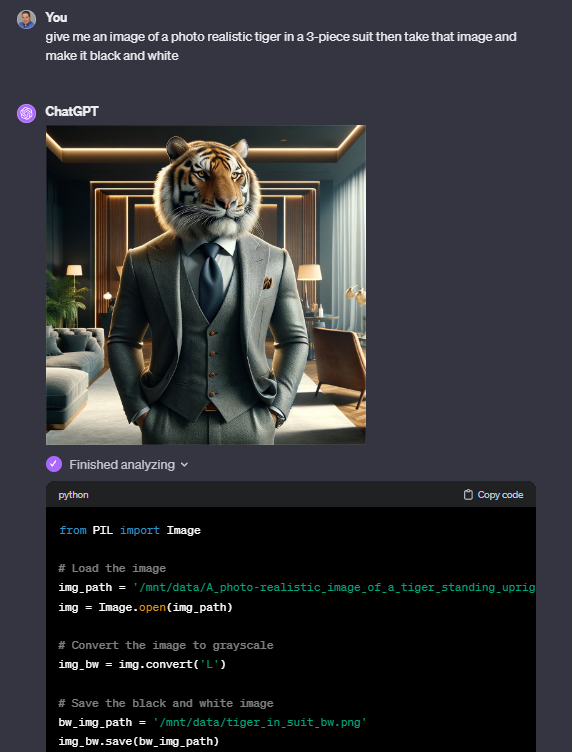 You
give me an image of a photo realistic tiger in a 3-piece suit then take that image and
make it black and white
ChatGPT
Finished analyzing
python
Copy code
from PIL import Image
# Load the image
img_path = '/mnt/data/A_photo-realistic_image_of_a_tiger_standing_uprig
img = Image.open(img_path)
# Convert the image to grayscale
img_bw = img.convert('L')
# Save the black and white image
bw_img_path = '/mnt/data/tiger_in_suit_bw.png'
img_bw.save(bw_img_path)